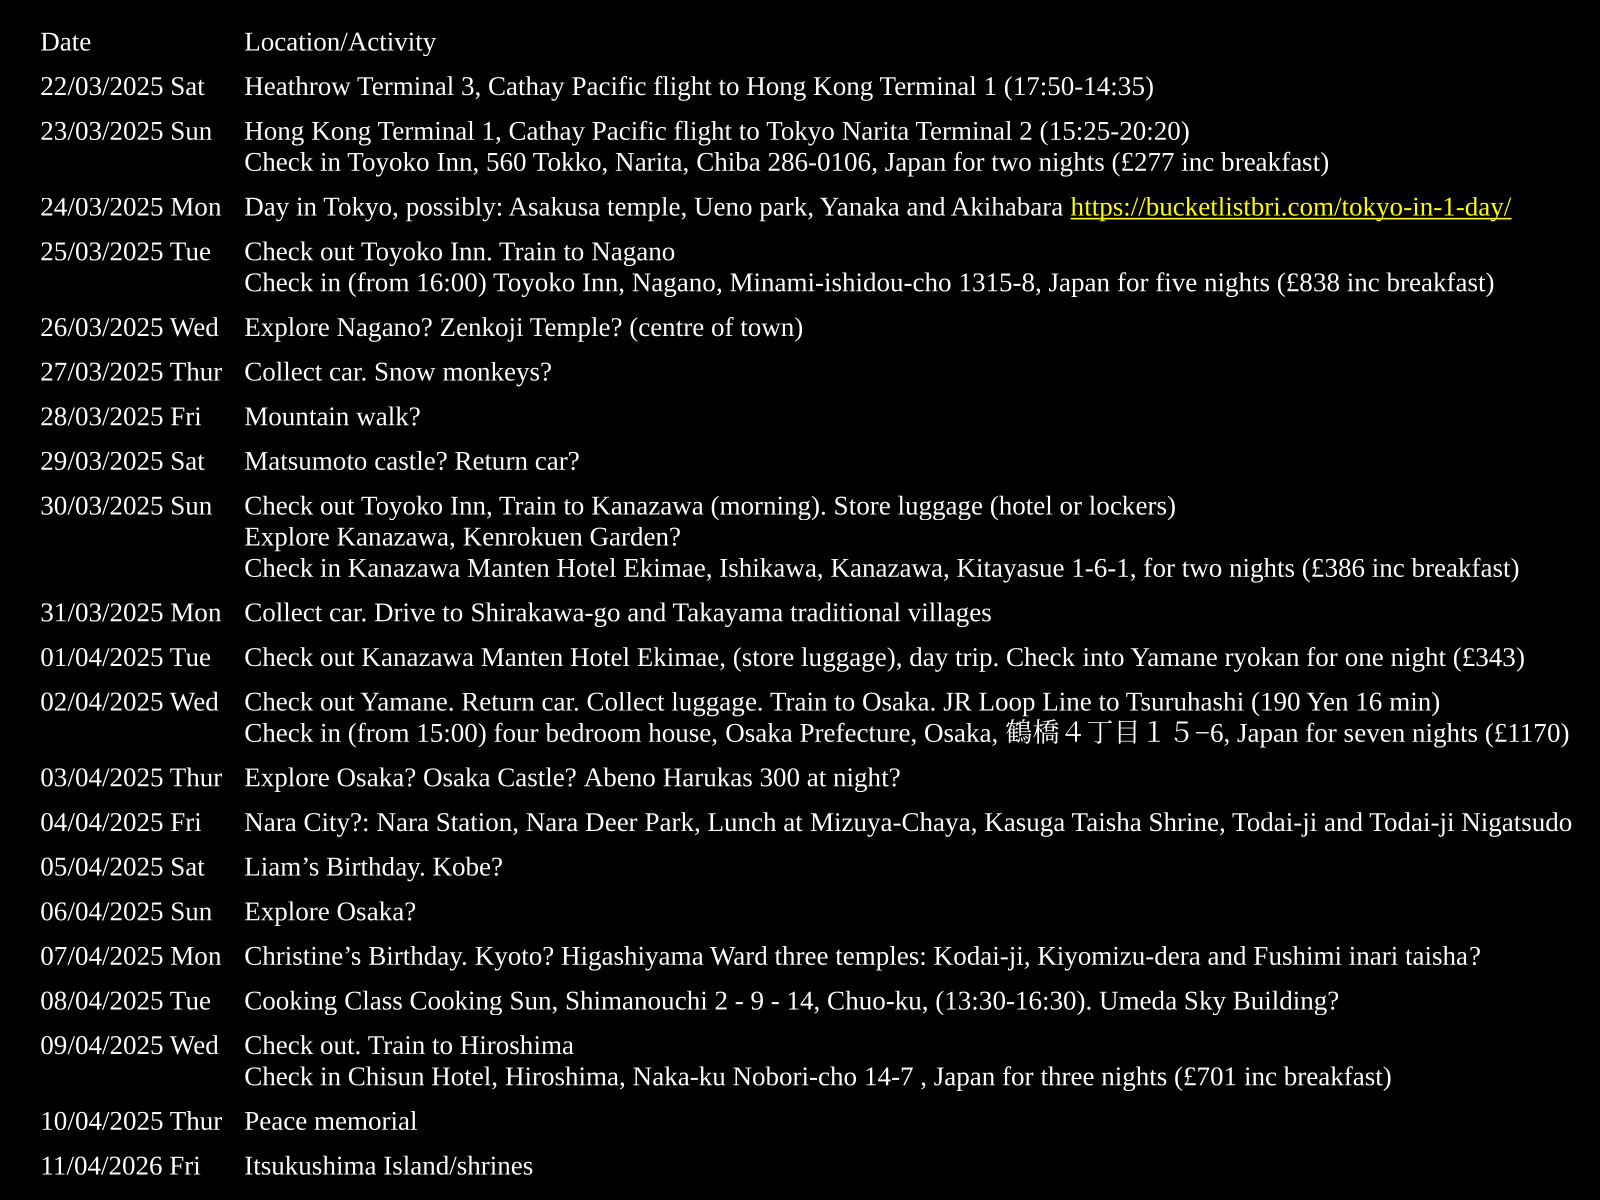 Date Location/Activity
22/03/2025 Sat Heathrow Terminal 3, Cathay Pacific flight to Hong Kong Terminal 1 (17:50-14:35)
23/03/2025 Sun Hong Kong Terminal 1, Cathay Pacific flight to Tokyo Narita Terminal 2 (15:25-20:20)
Check in Toyoko Inn, 560 Tokko, Narita, Chiba 286-0106, Japan for two nights (£277 inc breakfast)
24/03/2025 Mon Day in Tokyo, possibly: Asakusa temple, Ueno park, Yanaka and Akihabara https://bucketlistbri.com/tokyo-in-1-day/
25/03/2025 Tue Check out Toyoko Inn. Train to Nagano
Check in (from 16:00) Toyoko Inn, Nagano, Minami-ishidou-cho 1315-8, Japan for five nights (£838 inc breakfast)
26/03/2025 Wed Explore Nagano? Zenkoji Temple? (centre of town)
27/03/2025 Thur Collect car. Snow monkeys?
28/03/2025 Fri Mountain walk?
29/03/2025 Sat Matsumoto castle? Return car?
30/03/2025 Sun Check out Toyoko Inn, Train to Kanazawa (morning). Store luggage (hotel or lockers)
Explore Kanazawa, Kenrokuen Garden?
Check in Kanazawa Manten Hotel Ekimae, Ishikawa, Kanazawa, Kitayasue 1-6-1, for two nights (£386 inc breakfast)
31/03/2025 Mon Collect car. Drive to Shirakawa-go and Takayama traditional villages
01/04/2025 Tue Check out Kanazawa Manten Hotel Ekimae, (store luggage), day trip. Check into Yamane ryokan for one night (£343)
02/04/2025 Wed Check out Yamane. Return car. Collect luggage. Train to Osaka. JR Loop Line to Tsuruhashi (190 Yen 16 min)
Check in (from 15:00) four bedroom house, Osaka Prefecture, Osaka, 鶴橋４丁目１５−6, Japan for seven nights (£1170)
03/04/2025 Thur Explore Osaka? Osaka Castle? Abeno Harukas 300 at night?
04/04/2025 Fri Nara City?: Nara Station, Nara Deer Park, Lunch at Mizuya-Chaya, Kasuga Taisha Shrine, Todai-ji and Todai-ji Nigatsudo
05/04/2025 Sat Liam’s Birthday. Kobe?
06/04/2025 Sun Explore Osaka?
07/04/2025 Mon Christine’s Birthday. Kyoto? Higashiyama Ward three temples: Kodai-ji, Kiyomizu-dera and Fushimi inari taisha?
08/04/2025 Tue Cooking Class Cooking Sun, Shimanouchi 2 - 9 - 14, Chuo-ku, (13:30-16:30). Umeda Sky Building?
09/04/2025 Wed Check out. Train to Hiroshima
Check in Chisun Hotel, Hiroshima, Naka-ku Nobori-cho 14-7 , Japan for three nights (£701 inc breakfast)
10/04/2025 Thur Peace memorial
11/04/2026 Fri Itsukushima Island/shrines